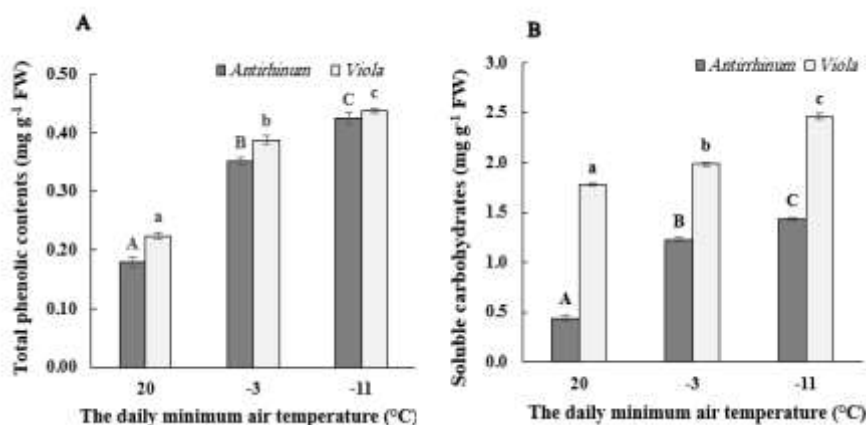 A
Antirhinum Viola
Total phenolic contents (mg g⁻¹ FW)
0.50
0.40
0.30
0.20
0.10
0.00
A
a
B
b
C
c
20
-3
-11
The daily minimum air temperature (°C)
B
Antirrhinum Viola
Soluble carbohydrates (mg g⁻¹ FW)
3.0
2.5
2.0
1.5
1.0
0.5
0.0
A
a
B
b
C
c
20
-3
-11
The daily minimum air temperature (°C)